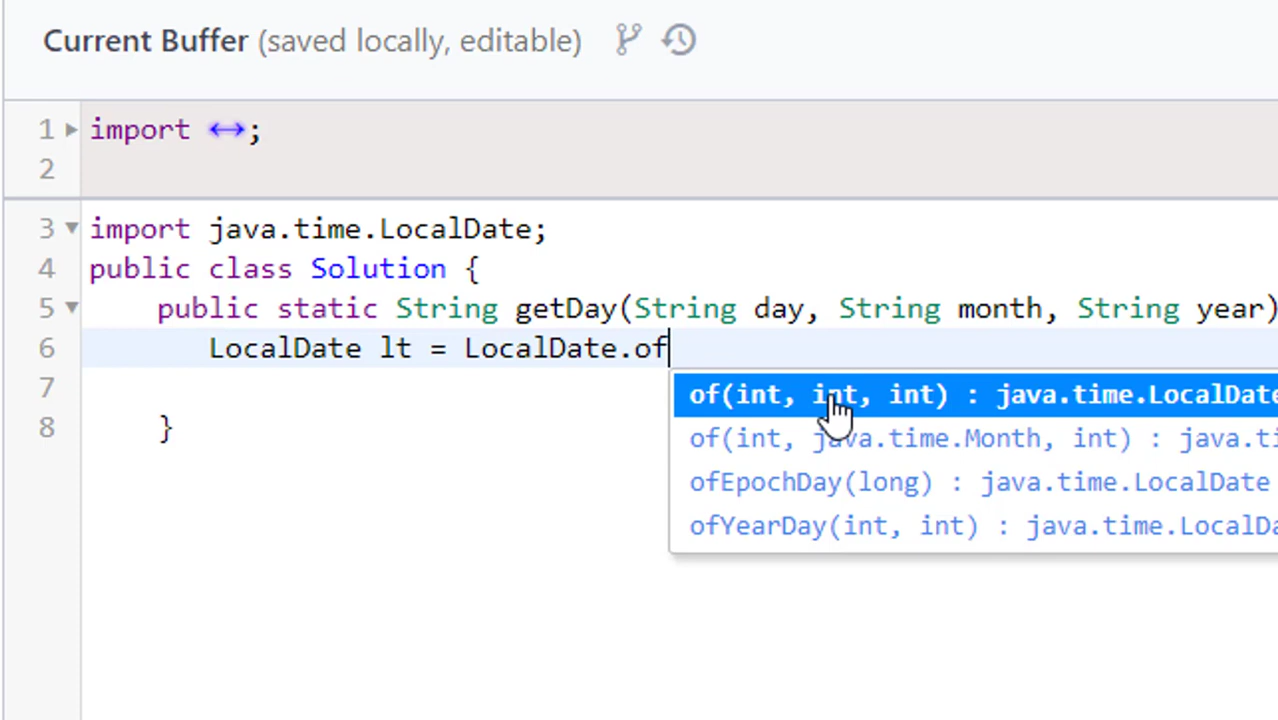 Current Buffer (saved locally, editable)
1 import ↔;
2
3 import java.time.LocalDate;
4 public class Solution {
5 public static String getDay(String day, String month, String year)
6 LocalDate lt = LocalDate.of
of(int, int, int) : java.time.LocalDate
7
of(int, java.time.Month, int) : java.ti
8 }
ofEpochDay(long) : java.time.LocalDate
ofYearDay(int, int) : java.time.LocalDa